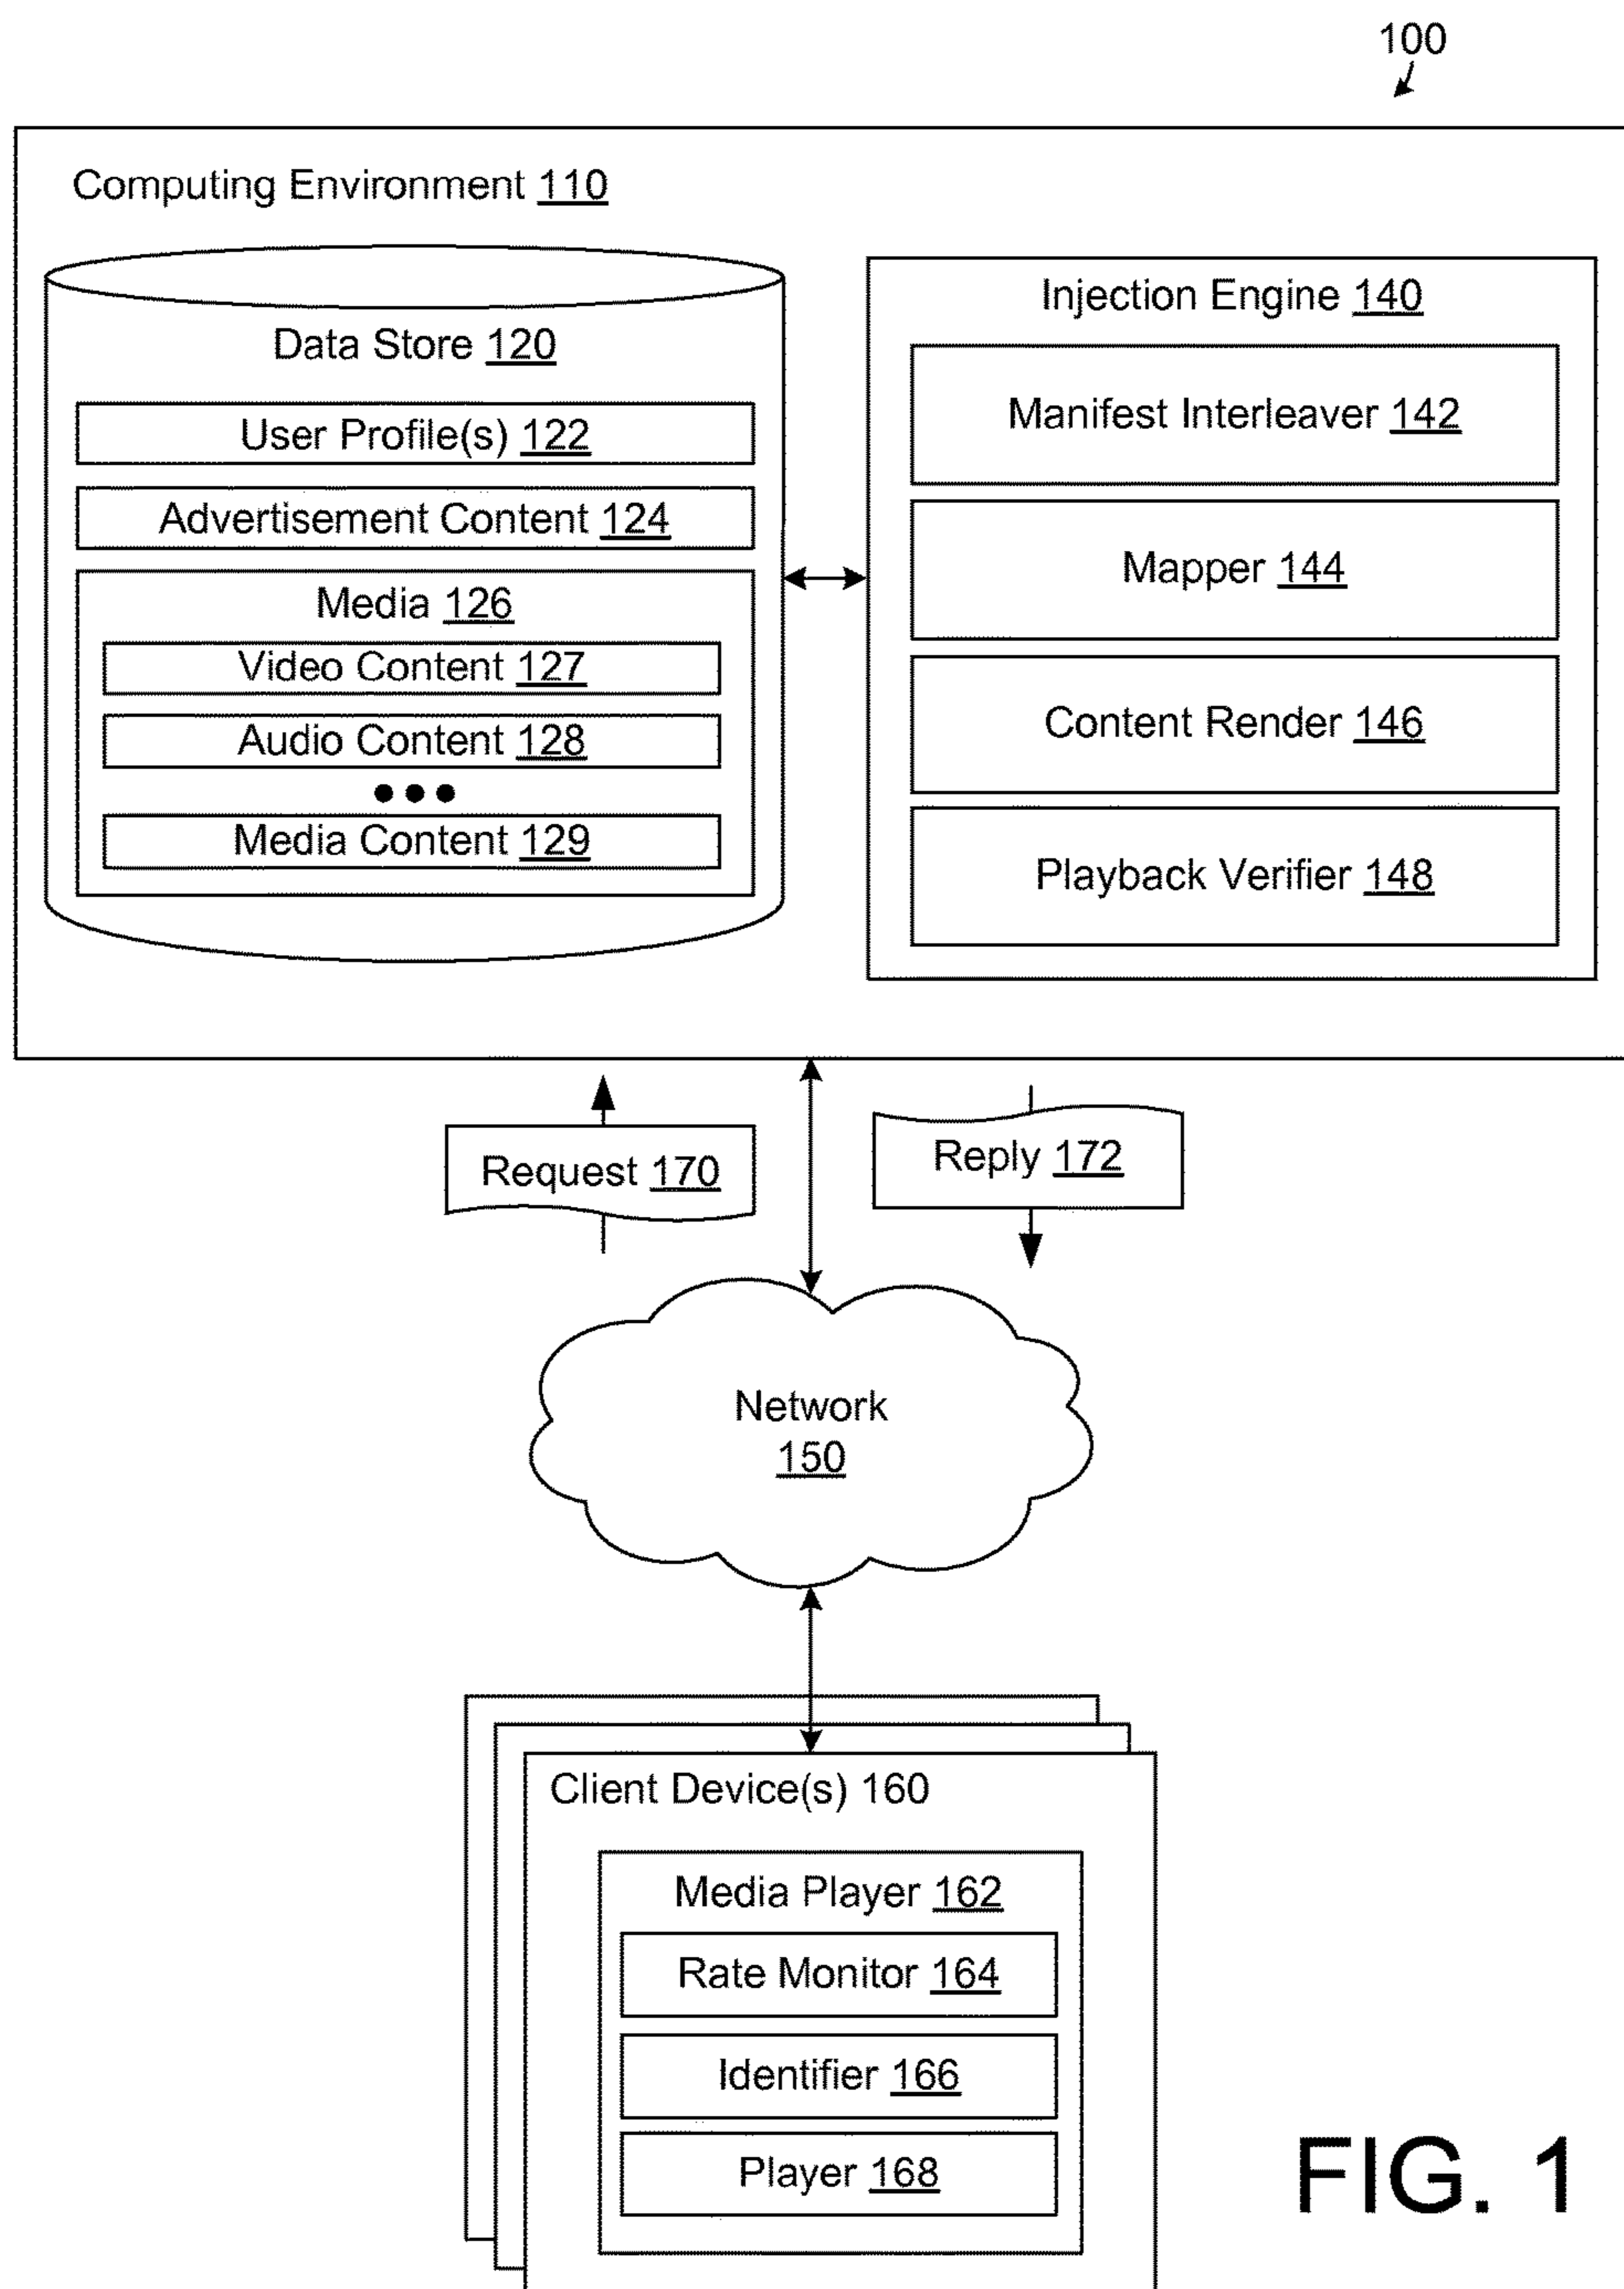 100
Computing Environment 110
Data Store 120
User Profile(s) 122
Advertisement Content 124
Media 126
Video Content 127
Audio Content 128
Media Content 129
Injection Engine 140
Manifest Interleaver 142
Mapper 144
Content Render 146
Playback Verifier 148
Request 170
Reply 172
Network
150
Client Device(s) 160
Media Player 162
Rate Monitor 164
Identifier 166
Player 168
FIG. 1